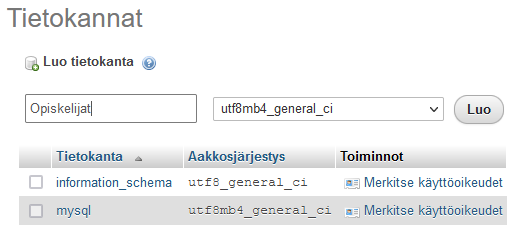 Tietokannat
Luo tietokanta
Opiskelijat utf8mb4_general_ci Luo
Tietokanta Aakkosjärjestys Toiminnot
information_schema utf8_general_ci Merkitse käyttöoikeudet
mysql utf8mb4_general_ci Merkitse käyttöoikeudet